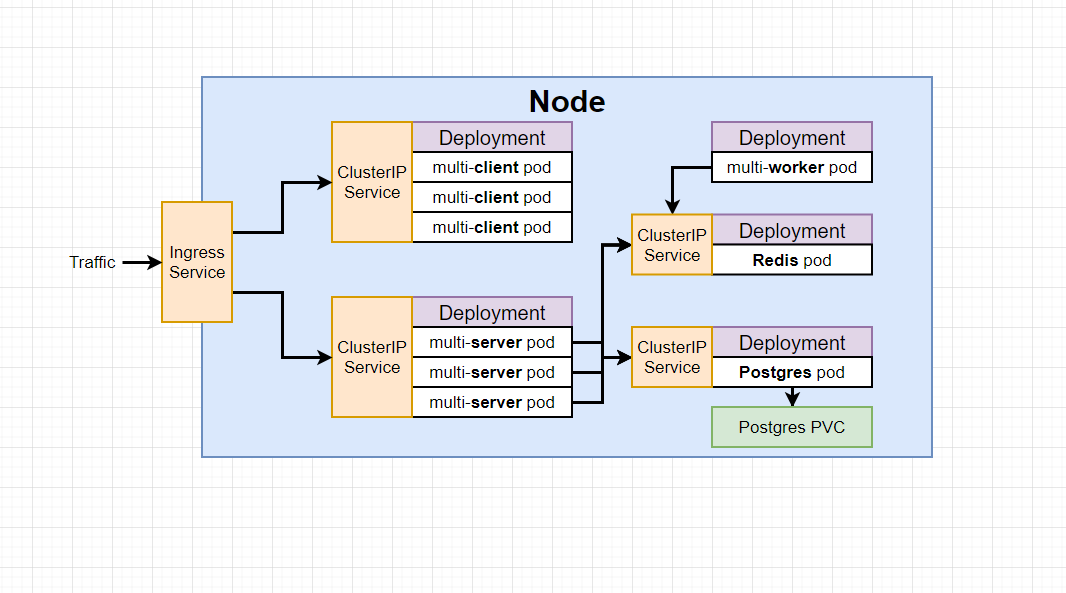 Node
Traffic
Ingress
Service
ClusterIP
Service
Deployment
multi-client pod
multi-client pod
multi-client pod
ClusterIP
Service
Deployment
multi-server pod
multi-server pod
multi-server pod
Deployment
multi-worker pod
ClusterIP
Service
Deployment
Redis pod
ClusterIP
Service
Deployment
Postgres pod
Postgres PVC